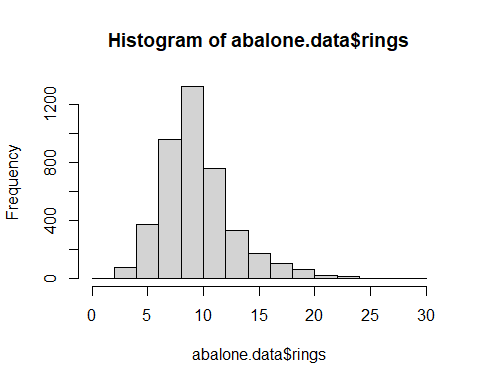 Histogram of abalone.data$rings
Frequency
1200
800
400
0
0 5 10 15 20 25 30
abalone.data$rings